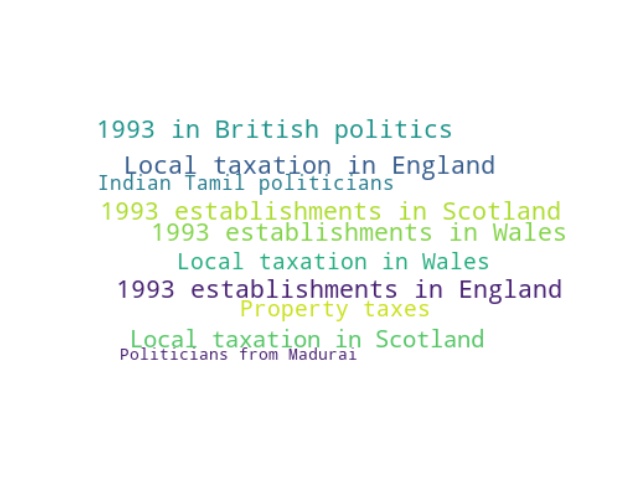 1993 in British politics
Local taxation in England
Indian Tamil politicians
1993 establishments in Scotland
1993 establishments in Wales
Local taxation in Wales
1993 establishments in England
Property taxes
Local taxation in Scotland
Politicians from Madurai